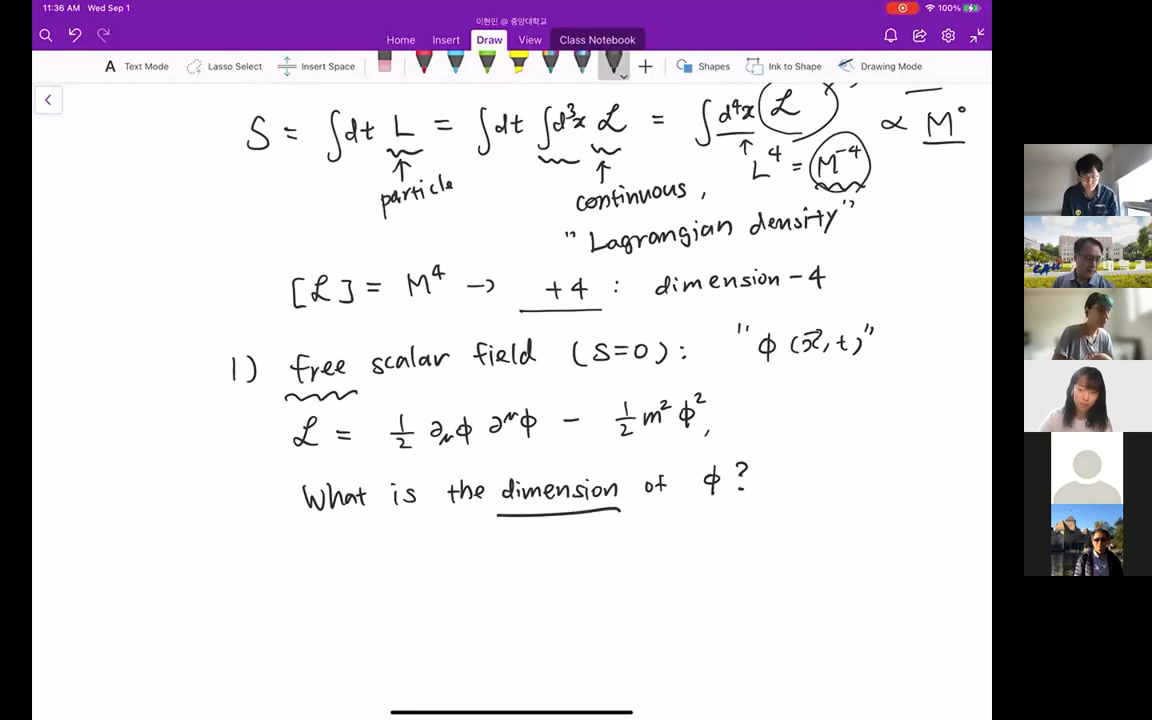 11:36 AM Wed Sep 1
100%
이현민 @ 중앙대학교
Home Insert Draw View Class Notebook
A Text Mode Lasso Select Insert Space Shapes Ink to Shape Drawing Mode
S = ∫dt L = ∫dt ∫d³x ℒ = ∫d⁴x ℒ ∝ M⁰
↑ ↑ ↑ L⁴ = M⁻⁴
particle continuous,
"Lagrangian density"
[ℒ] = M⁴ → +4 : dimension-4
1) free scalar field (S=0): "ϕ(x⃗,t)"
ℒ = 1/2 ∂_μϕ ∂^μϕ − 1/2 m²ϕ²,
What is the dimension of ϕ?